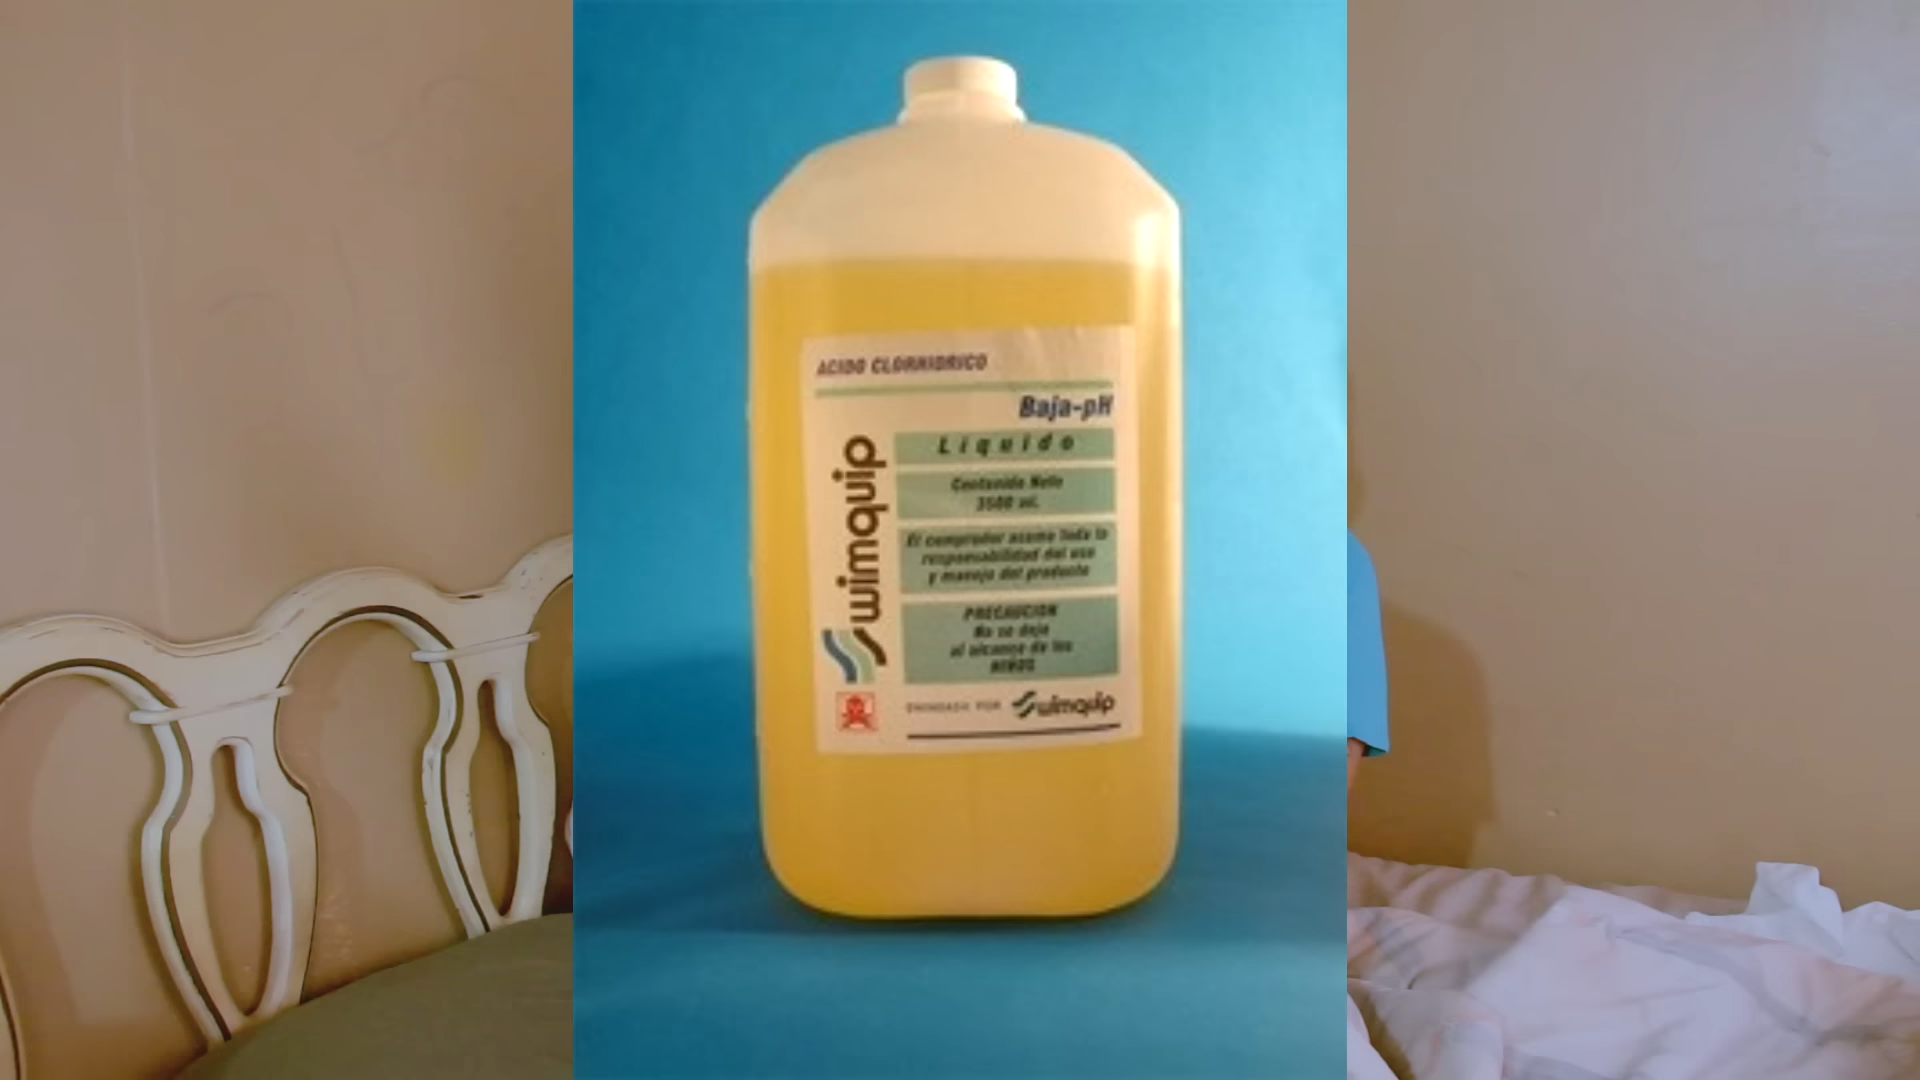 ACIDO CLORHIDRICO
Baja-pH
Líquido
Swimquip
Contenido Neto
3500 ml.
El comprador asume toda la
responsabilidad del uso
y manejo del producto
PRECAUCION
No se deje
al alcance de los
NIÑOS
ENVASADO POR Swimquip